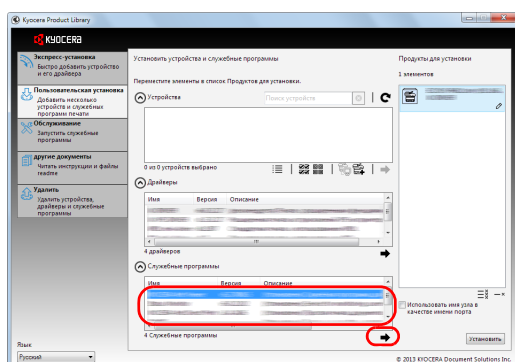 Kyocera Product Library
KYOCERA
Экспресс-установка
Быстро добавить устройство
и его драйвера
Пользовательская установка
Добавить несколько
устройств и служебных
программ печати
Обслуживание
Запустить служебные
программы
другие документы
Читать инструкции и файлы
readme
Удалить
Удалить устройства,
драйверы и служебные
программы
Язык
Русский
Установить устройства и служебные программы
Переместите элементы в список Продуктов для установки.
Устройства
Поиск устройств
0 из 0 устройств выбрано
Драйверы
Имя Версия Описание
4 драйверов
Служебные программы
Имя Версия Описание
4 Служебные программы
Продукты для установки
1 элементов
Использовать имя узла в
качестве имени порта
Установить
© 2013 KYOCERA Document Solutions Inc.